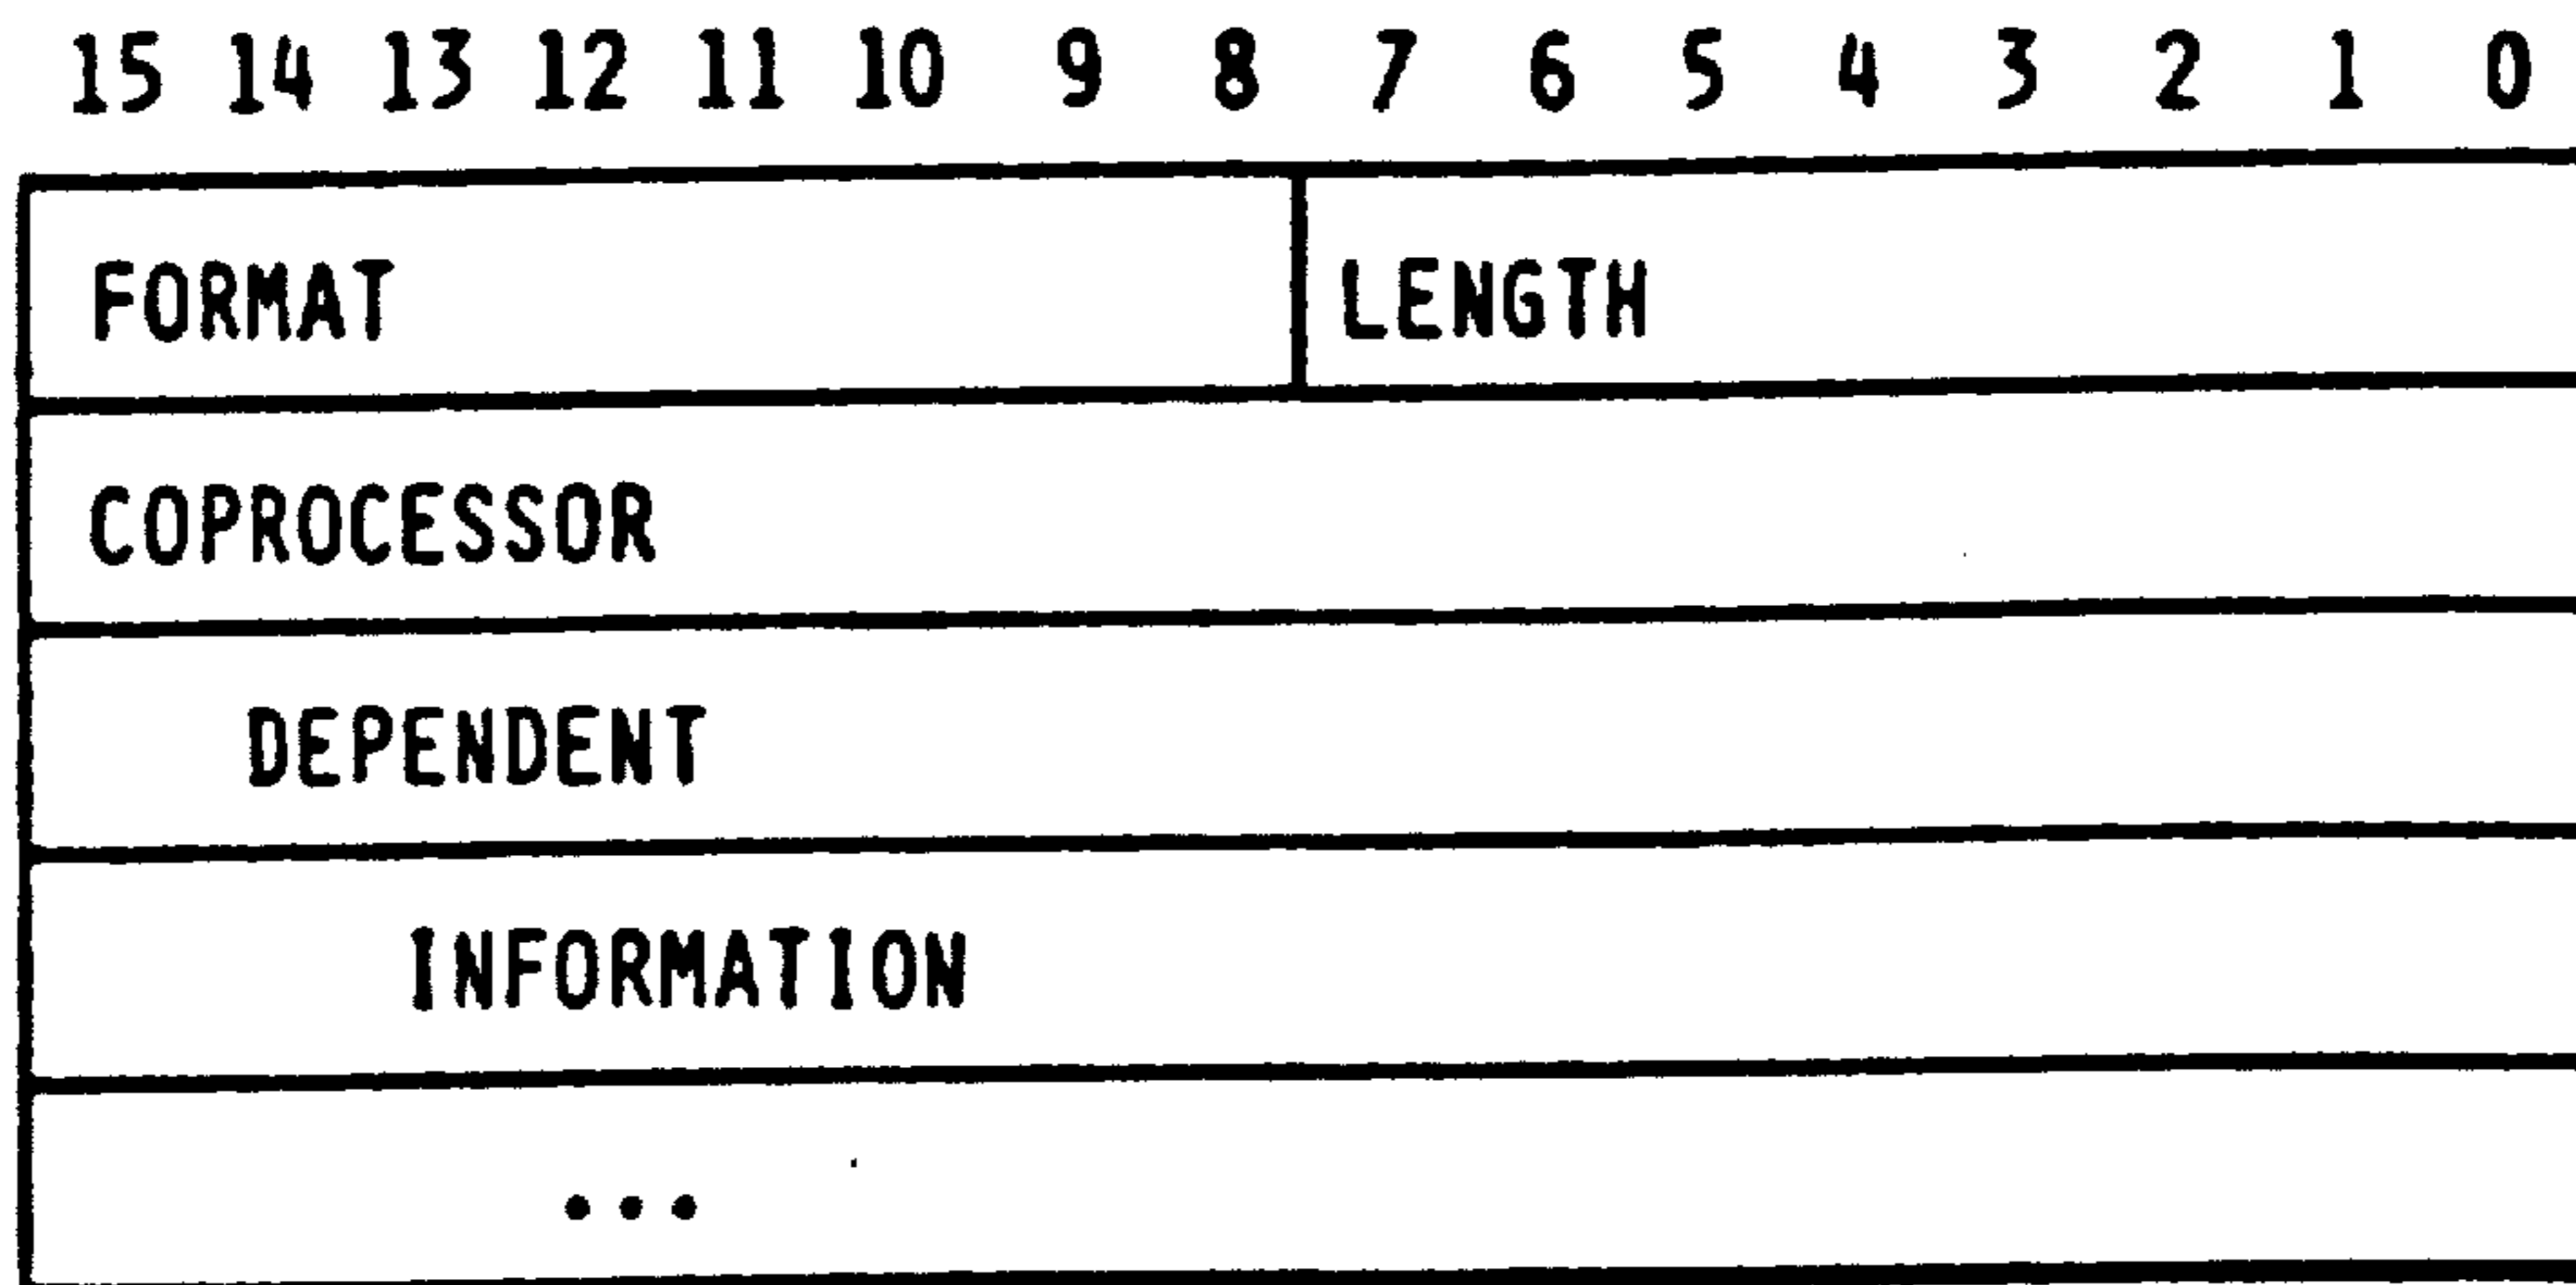 15 14 13 12 11 10 9 8 7 6 5 4 3 2 1 0
FORMAT LENGTH
COPROCESSOR
DEPENDENT
INFORMATION
...